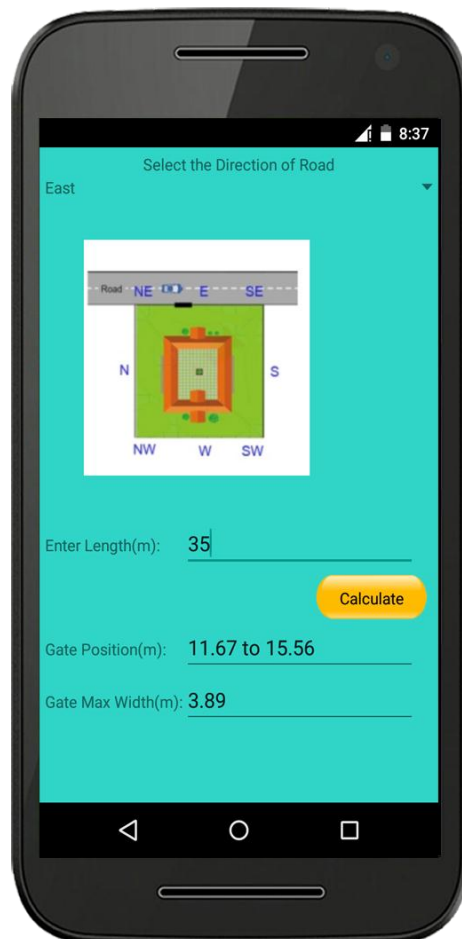 8:37
Select the Direction of Road
East
Road NE E SE
N S
NW W SW
Enter Length(m): 35
Calculate
Gate Position(m): 11.67 to 15.56
Gate Max Width(m): 3.89